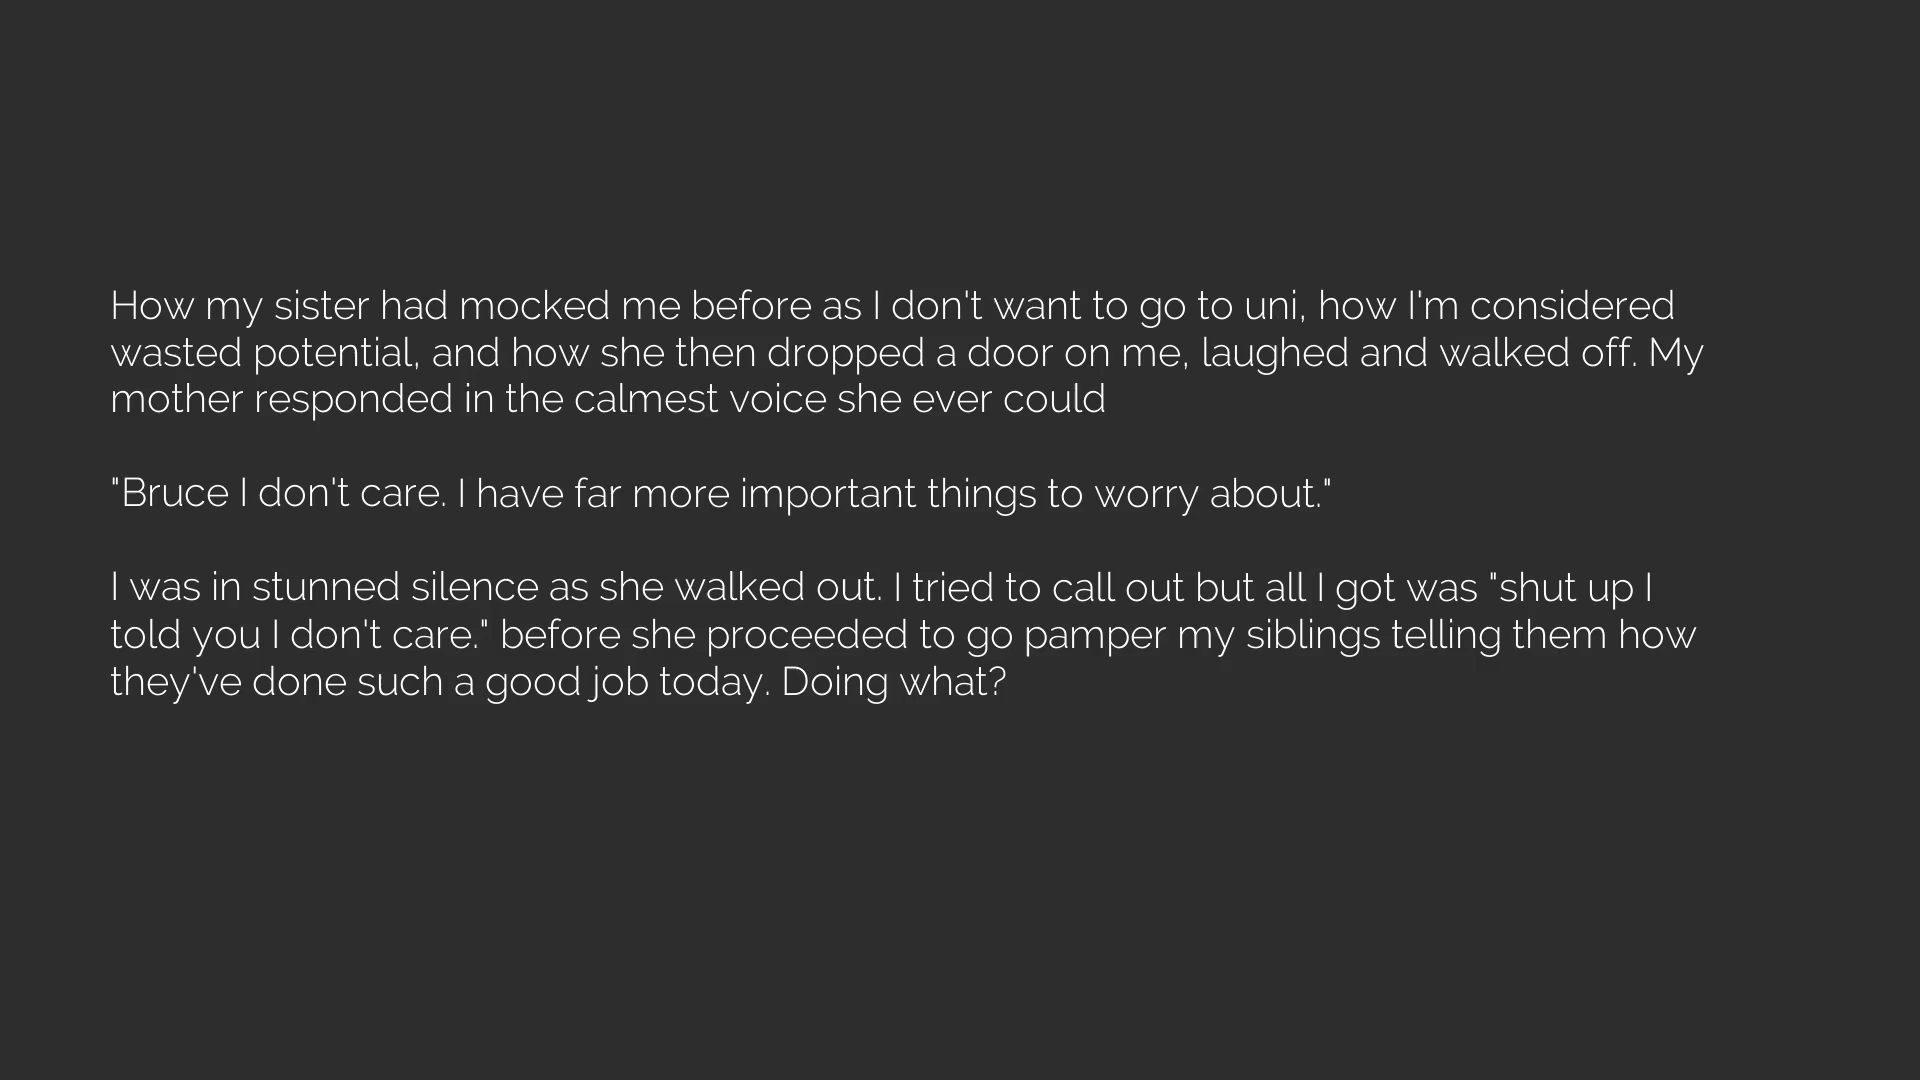 How my sister had mocked me before as I don't want to go to uni, how I'm considered
wasted potential, and how she then dropped a door on me, laughed and walked off. My
mother responded in the calmest voice she ever could
"Bruce I don't care. I have far more important things to worry about."
I was in stunned silence as she walked out. I tried to call out but all I got was "shut up I
told you I don't care." before she proceeded to go pamper my siblings telling them how
they've done such a good job today. Doing what?